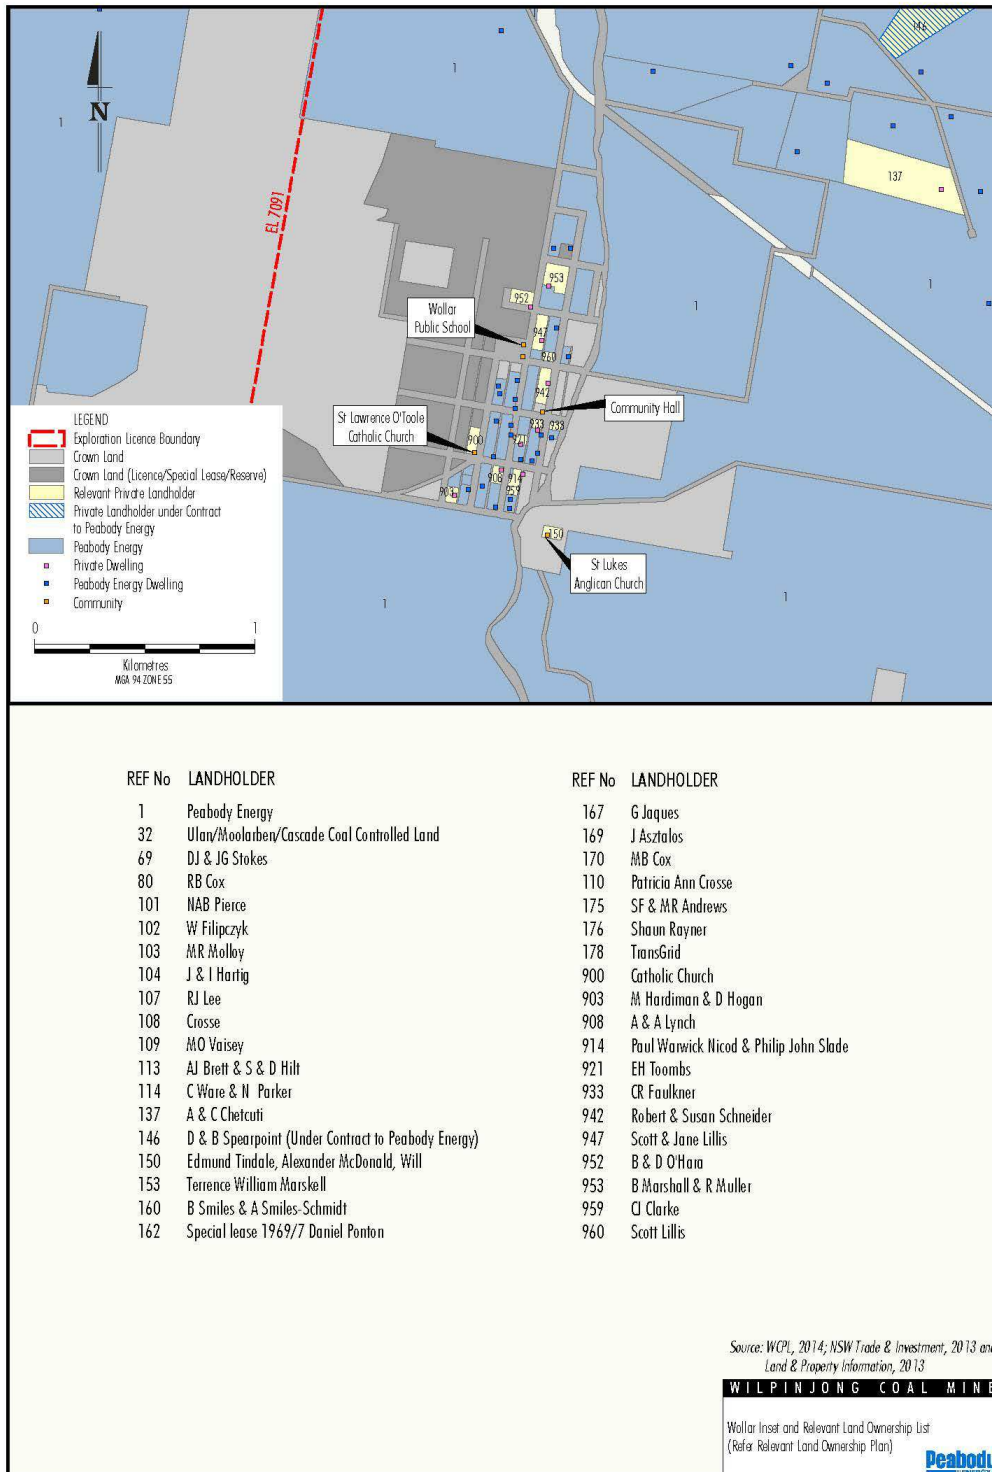 146
1
1
N
137
EL 7091
1
1
953
952
Wollar
Public School
947
960
942
Community Hall
St Lawrence O'Toole
Catholic Church
933
938
900
921
908
914
903
959
150
St Lukes
Anglican Church
1
1
LEGEND
Exploration Licence Boundary
Crown Land
Crown Land (Licence/Special Lease/Reserve)
Relevant Private Landholder
Private Landholder under Contract
to Peabody Energy
Peabody Energy
Private Dwelling
Peabody Energy Dwelling
Community
0 1
Kilometres
MGA 94 ZONE 55
REF No LANDHOLDER
1 Peabody Energy
32 Ulan/Moolarben/Cascade Coal Controlled Land
69 DJ & JG Stokes
80 RB Cox
101 NAB Pierce
102 W Filipczyk
103 MR Molloy
104 J & I Hartig
107 RJ Lee
108 Crosse
109 MO Vaisey
113 AJ Brett & S & D Hilt
114 C Ware & N Parker
137 A & C Chetcuti
146 D & B Spearpoint (Under Contract to Peabody Energy)
150 Edmund Tindale, Alexander McDonald, Will
153 Terrence William Marskell
160 B Smiles & A Smiles-Schmidt
162 Special lease 1969/7 Daniel Ponton
REF No LANDHOLDER
167 G Jaques
169 J Asztalos
170 MB Cox
110 Patricia Ann Crosse
175 SF & MR Andrews
176 Shaun Rayner
178 TransGrid
900 Catholic Church
903 M Hardiman & D Hogan
908 A & A Lynch
914 Paul Warwick Nicod & Philip John Slade
921 EH Toombs
933 CR Faulkner
942 Robert & Susan Schneider
947 Scott & Jane Lillis
952 B & D O'Hara
953 B Marshall & R Muller
959 CJ Clarke
960 Scott Lillis
Source: WCPL, 2014; NSW Trade & Investment, 2013 and
Land & Property Information, 2013
WILPINJONG COAL MINE
Wollar Inset and Relevant Land Ownership List
(Refer Relevant Land Ownership Plan)
Peabody